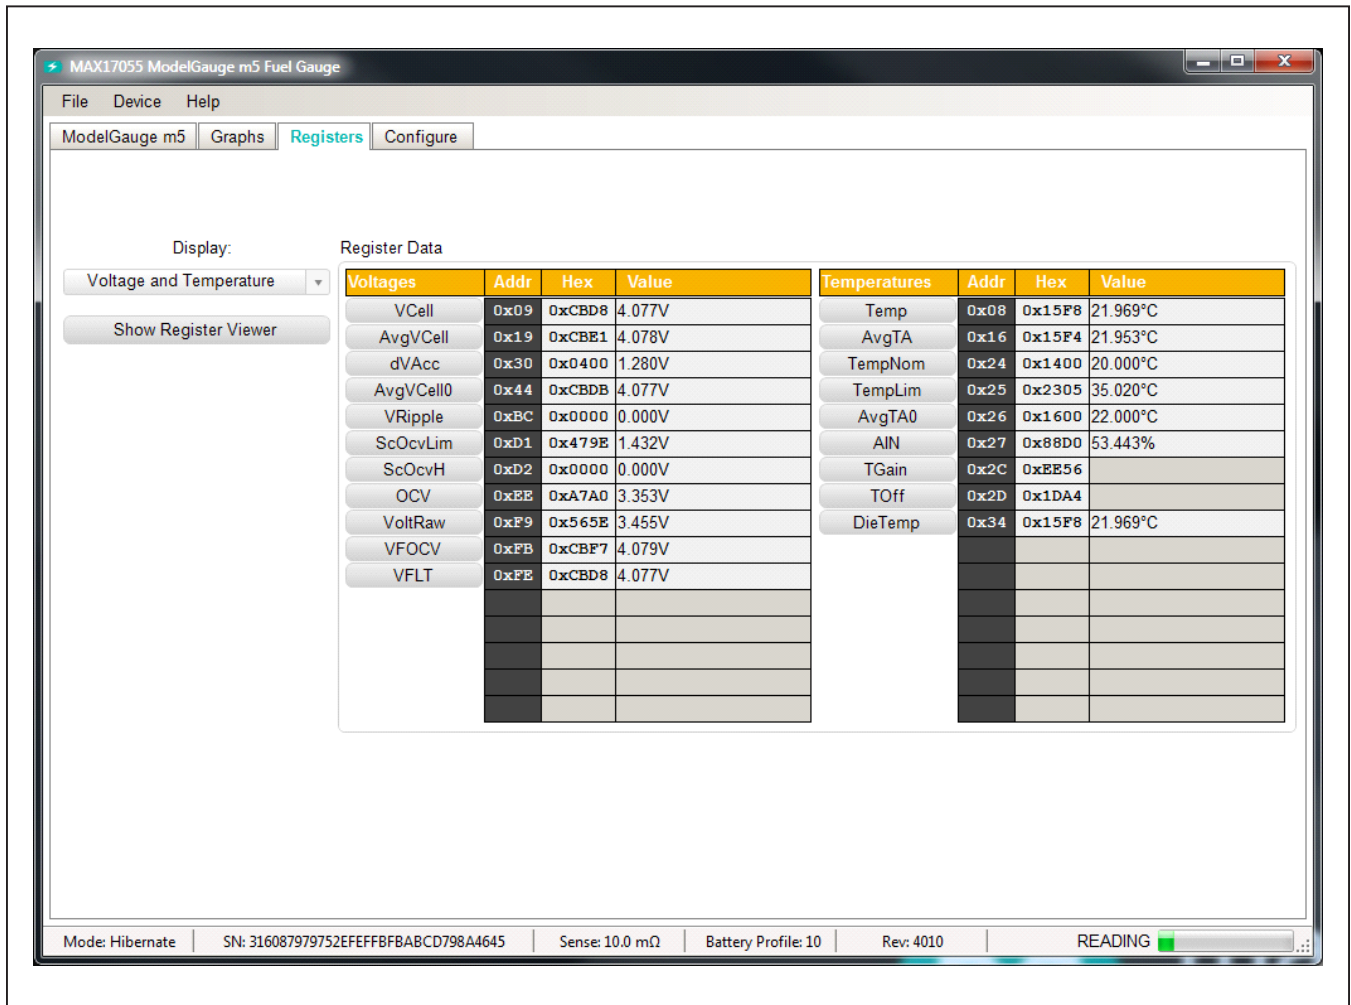 MAX17055 ModelGauge m5 Fuel Gauge
File Device Help
ModelGauge m5 Graphs Registers Configure
Display: Register Data
Voltage and Temperature
Show Register Viewer
Voltages Addr Hex Value Temperatures Addr Hex Value
VCell 0x09 0xCBD8 4.077V Temp 0x08 0x15F8 21.969°C
AvgVCell 0x19 0xCBE1 4.078V AvgTA 0x16 0x15F4 21.953°C
dVAcc 0x30 0x0400 1.280V TempNom 0x24 0x1400 20.000°C
AvgVCell0 0x44 0xCBDB 4.077V TempLim 0x25 0x2305 35.020°C
VRipple 0xBC 0x0000 0.000V AvgTA0 0x26 0x1600 22.000°C
ScOcvLim 0xD1 0x479E 1.432V AIN 0x27 0x88D0 53.443%
ScOcvH 0xD2 0x0000 0.000V TGain 0x2C 0xEE56
OCV 0xEE 0xA7A0 3.353V TOff 0x2D 0x1DA4
VoltRaw 0xF9 0x565E 3.455V DieTemp 0x34 0x15F8 21.969°C
VFOCV 0xFB 0xCBF7 4.079V
VFLT 0xFE 0xCBD8 4.077V
Mode: Hibernate SN: 316087979752EFEFFBFBABCD798A4645 Sense: 10.0 mΩ Battery Profile: 10 Rev: 4010 READING